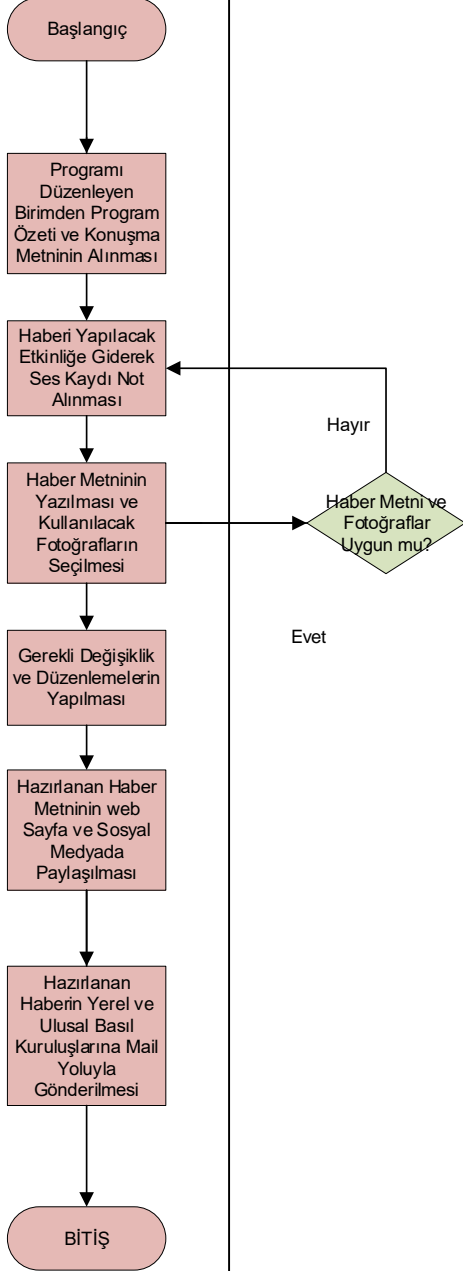 Başlangıç
Programı
Düzenleyen
Birimden Program
Özeti ve Konuşma
Metninin Alınması
Haberi Yapılacak
Etkinliğe Giderek
Ses Kaydı Not
Alınması
Hayır
Haber Metninin
Yazılması ve
Kullanılacak
Fotoğrafların
Seçilmesi
Haber Metni ve
Fotoğraflar
Uygun mu?
Evet
Gerekli Değişiklik
ve Düzenlemelerin
Yapılması
Hazırlanan Haber
Metninin web
Sayfa ve Sosyal
Medyada
Paylaşılması
Hazırlanan
Haberin Yerel ve
Ulusal Basıl
Kuruluşlarına Mail
Yoluyla
Gönderilmesi
BİTİŞ